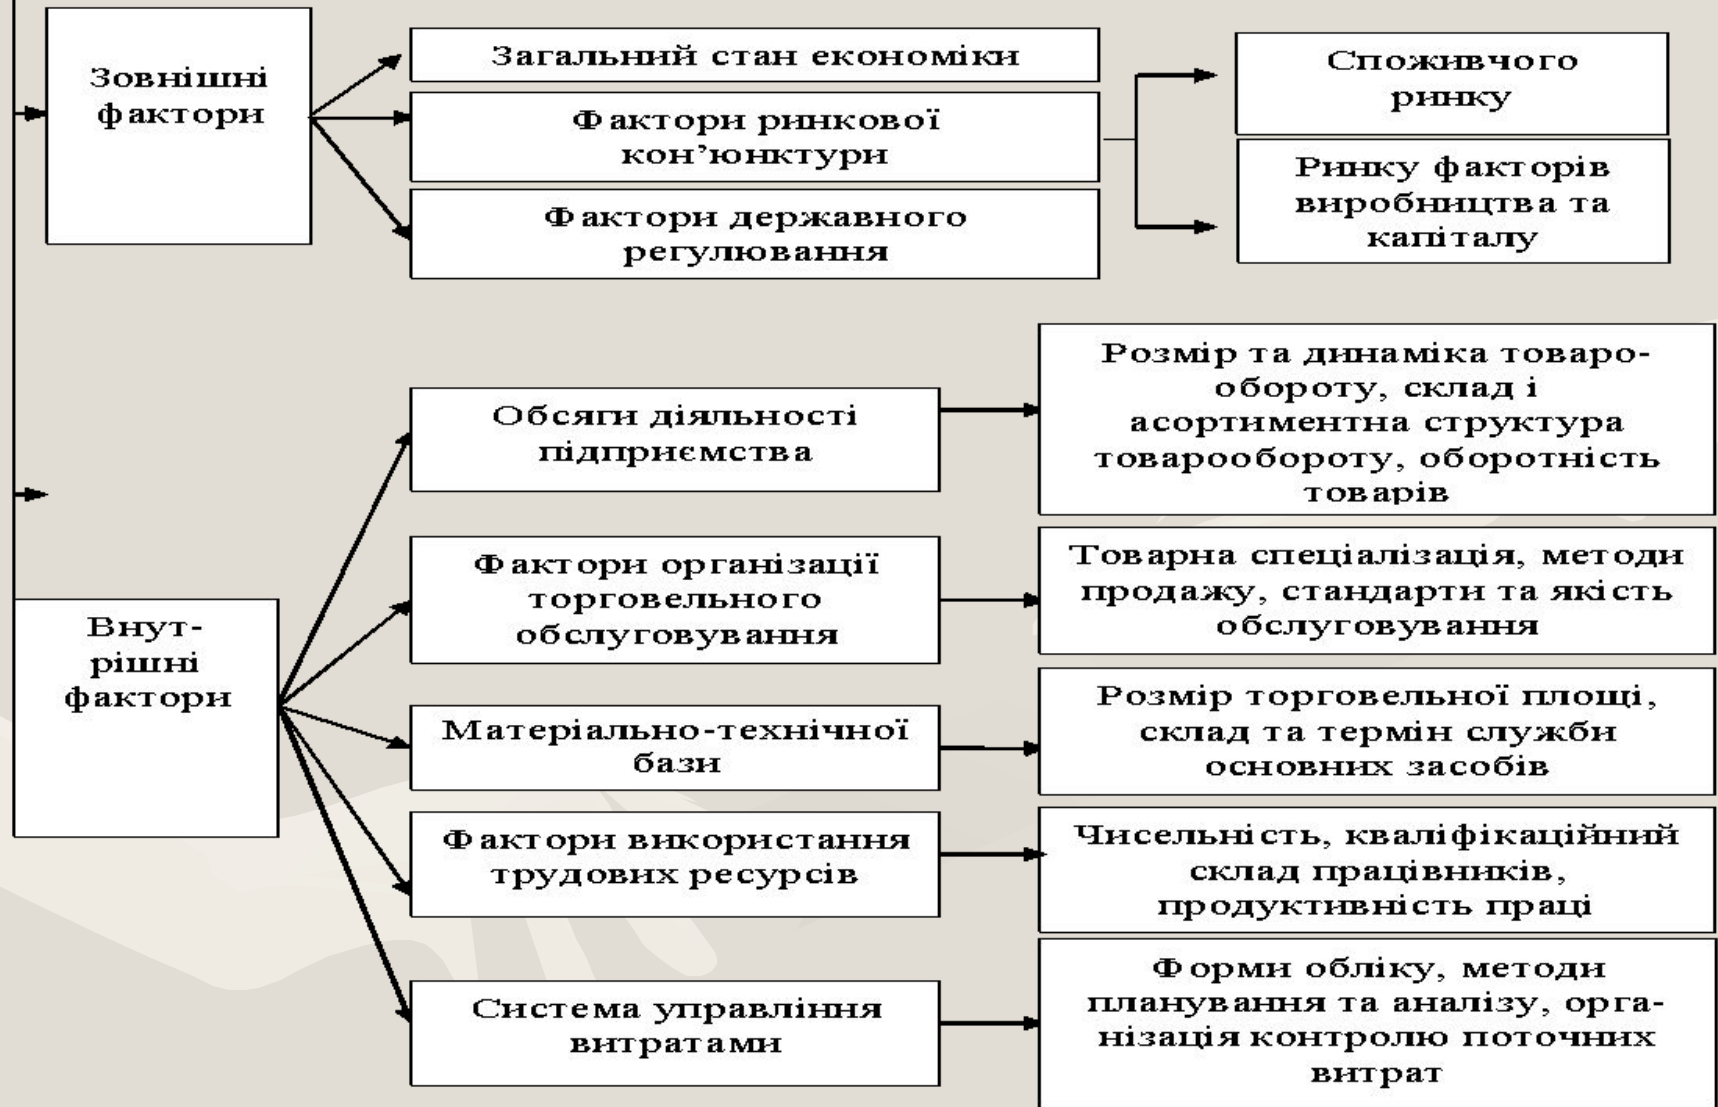 Зовнішні
фактори
Загальний стан економіки
Фактори ринкової
кон’юнктури
Фактори державного
регулювання
Споживчого
ринку
Ринку факторів
виробництва та
капіталу
Внут-
рішні
фактори
Обсяги діяльності
підприємства
Розмір та динаміка товаро-
обороту, склад і
асортиментна структура
товарообороту, оборотність
товарів
Фактори організації
торговельного
обслуговування
Товарна спеціалізація, методи
продажу, стандарти та якість
обслуговування
Матеріально-технічної
бази
Розмір торговельної площі,
склад та термін служби
основних засобів
Фактори використання
трудових ресурсів
Чисельність, кваліфікаційний
склад працівників,
продуктивність праці
Система управління
витратами
Форми обліку, методи
планування та аналізу, орга-
нізація контролю поточних
витрат